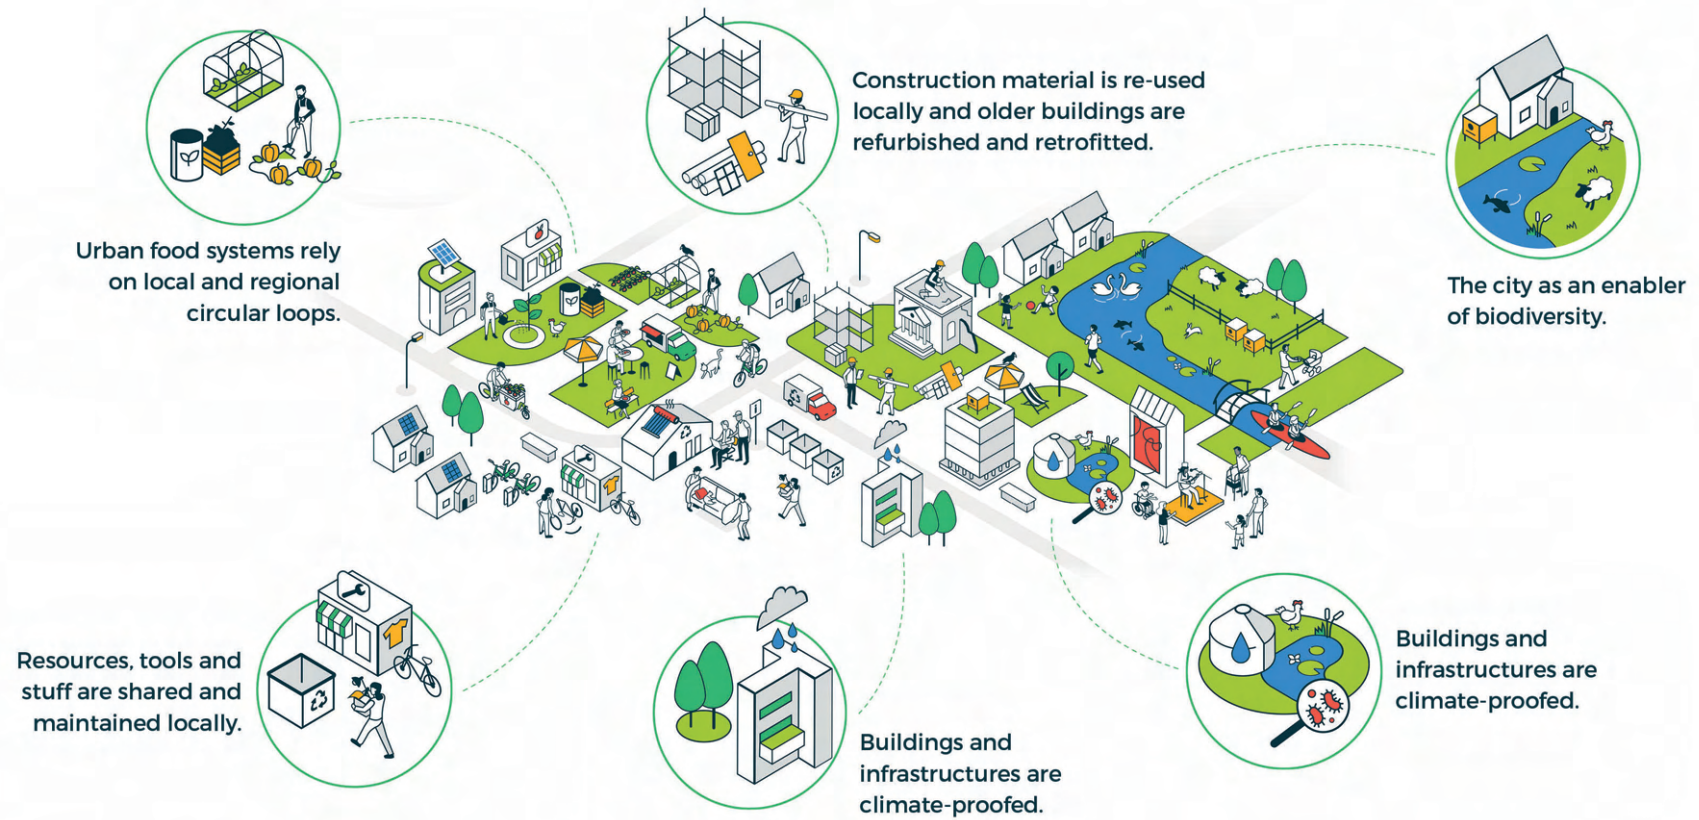 Construction material is re-used
locally and older buildings are
refurbished and retrofitted.
Urban food systems rely
on local and regional
circular loops.
The city as an enabler
of biodiversity.
Resources, tools and
stuff are shared and
maintained locally.
Buildings and
infrastructures are
climate-proofed.
Buildings and
infrastructures are
climate-proofed.